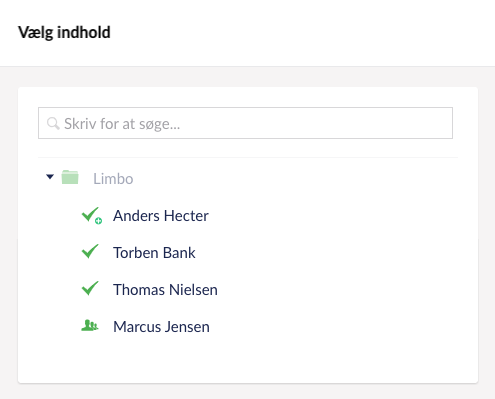 Vælg indhold
Skriv for at søge...
Limbo
Anders Hecter
Torben Bank
Thomas Nielsen
Marcus Jensen